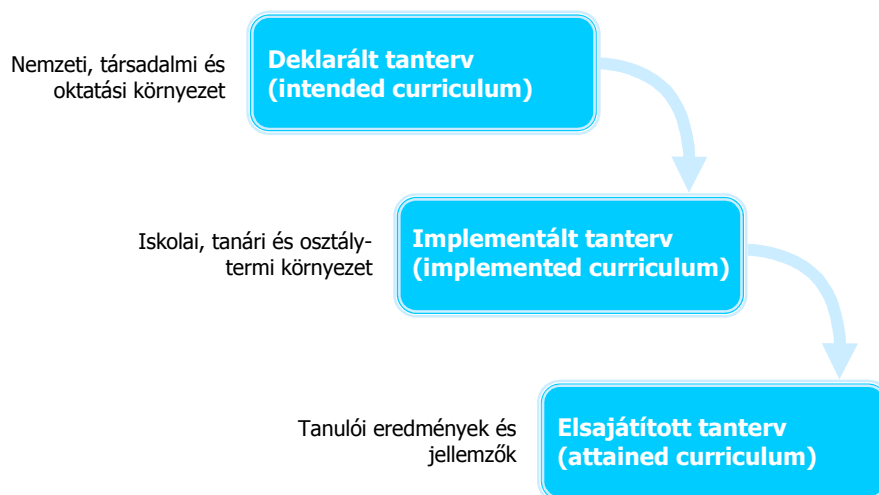 Nemzeti, társadalmi és
oktatási környezet
Deklarált tanterv
(intended curriculum)
Iskolai, tanári és osztály-
termi környezet
Implementált tanterv
(implemented curriculum)
Tanulói eredmények és
jellemzők
Elsajátított tanterv
(attained curriculum)